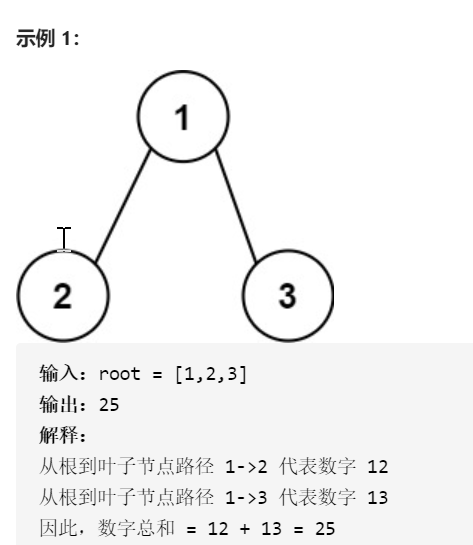 示例 1：
1
2
3
输入：root = [1,2,3]
输出：25
解释：
从根到叶子节点路径 1->2 代表数字 12
从根到叶子节点路径 1->3 代表数字 13
因此，数字总和 = 12 + 13 = 25